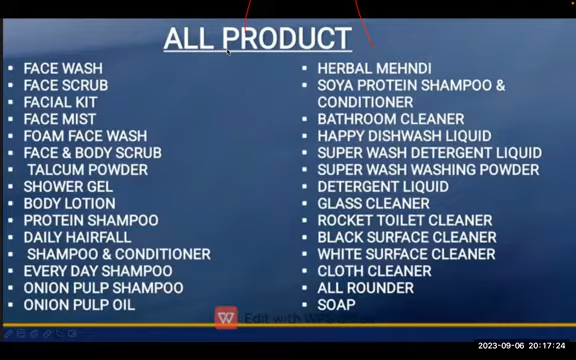 ALL PRODUCT
FACE WASH
FACE SCRUB
FACIAL KIT
FACE MIST
FOAM FACE WASH
FACE & BODY SCRUB
TALCUM POWDER
SHOWER GEL
BODY LOTION
PROTEIN SHAMPOO
DAILY HAIRFALL
SHAMPOO & CONDITIONER
EVERY DAY SHAMPOO
ONION PULP SHAMPOO
ONION PULP OIL
HERBAL MEHNDI
SOYA PROTEIN SHAMPOO &
CONDITIONER
BATHROOM CLEANER
HAPPY DISHWASH LIQUID
SUPER WASH DETERGENT LIQUID
SUPER WASH WASHING POWDER
DETERGENT LIQUID
GLASS CLEANER
ROCKET TOILET CLEANER
BLACK SURFACE CLEANER
WHITE SURFACE CLEANER
CLOTH CLEANER
ALL ROUNDER
SOAP
Edit with WPS Office
2023-09-06 20:17:24